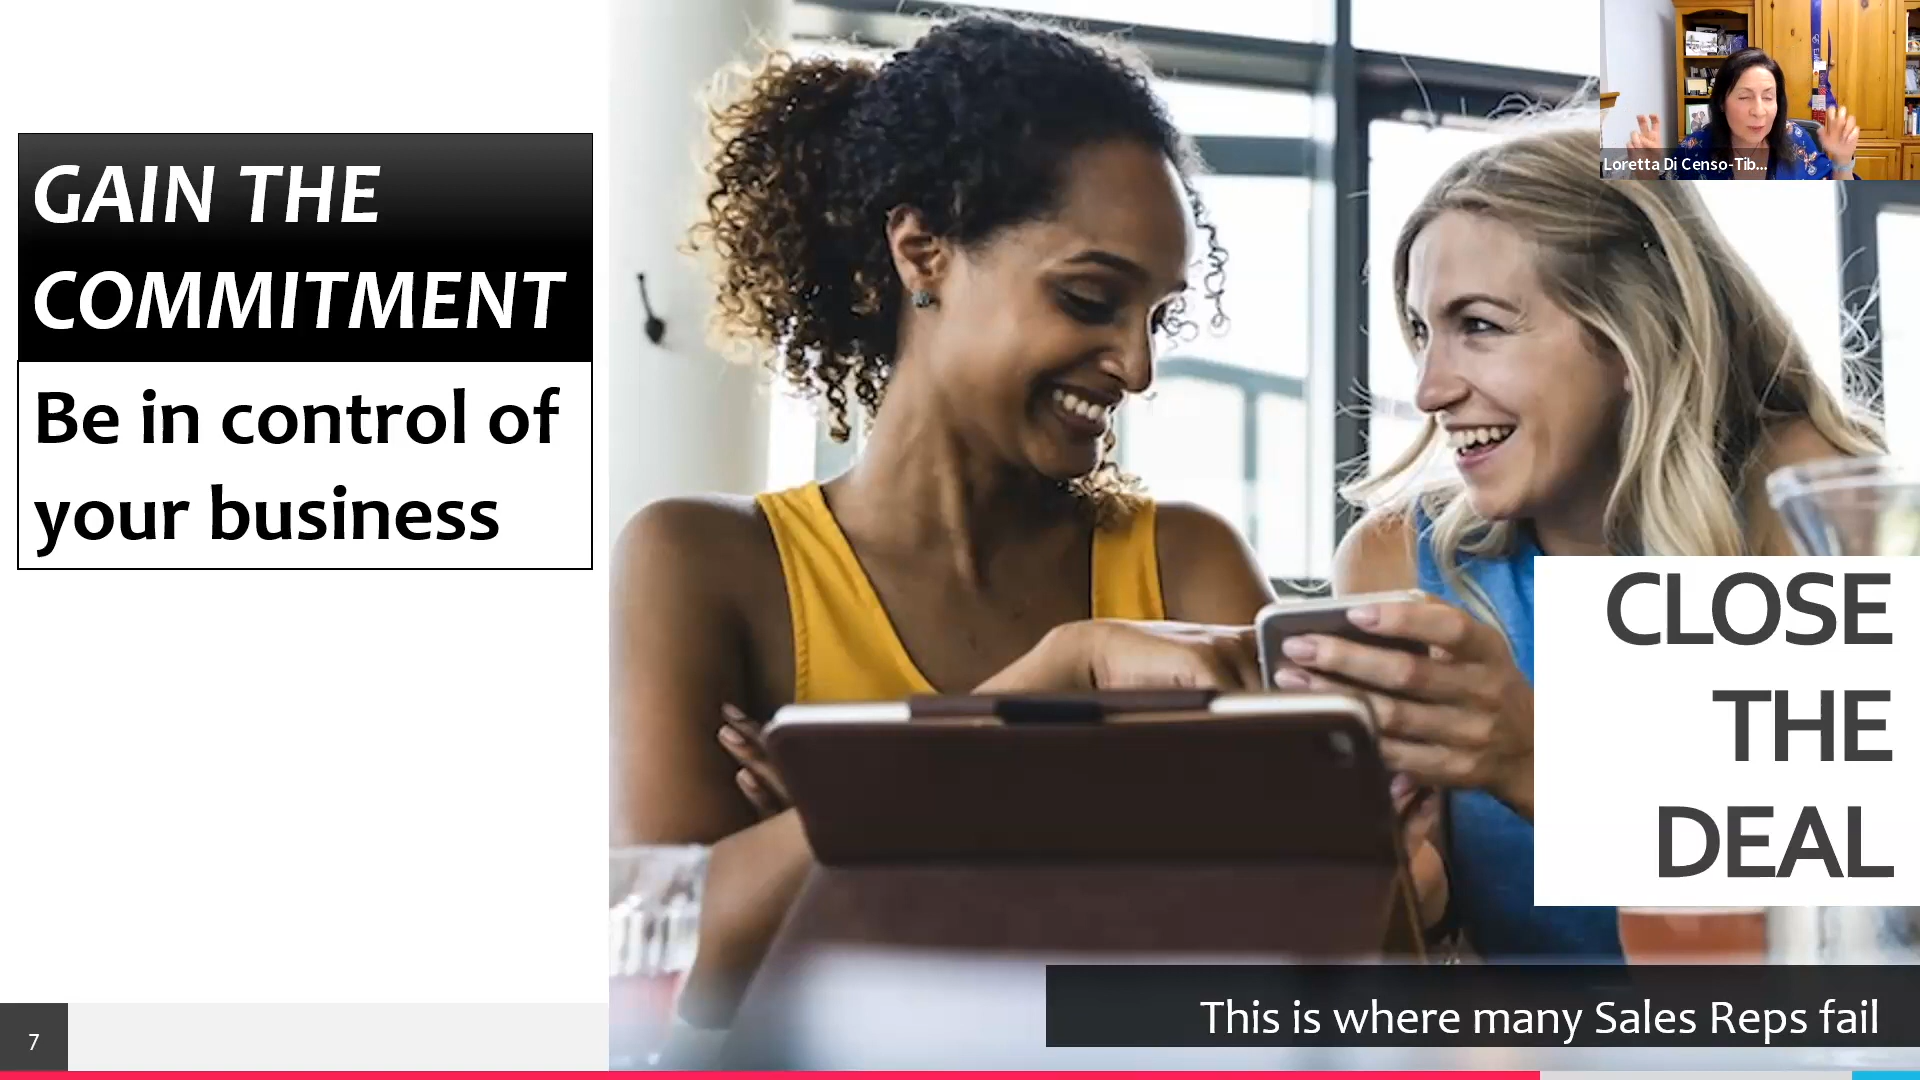 GAIN THE
COMMITMENT
Be in control of
your business
Loretta Di Censo-Tib...
CLOSE
THE
DEAL
This is where many Sales Reps fail
7